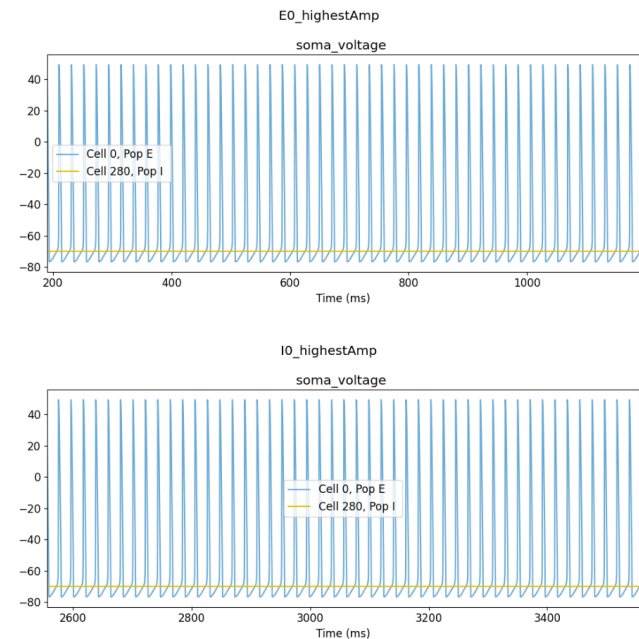 E0_highestAmp
soma_voltage
40
20
0
−20
−40
−60
−80
Cell 0, Pop E
Cell 280, Pop I
200
400
600
800
1000
Time (ms)
I0_highestAmp
soma_voltage
40
20
0
−20
−40
−60
−80
Cell 0, Pop E
Cell 280, Pop I
2600
2800
3000
3200
3400
Time (ms)